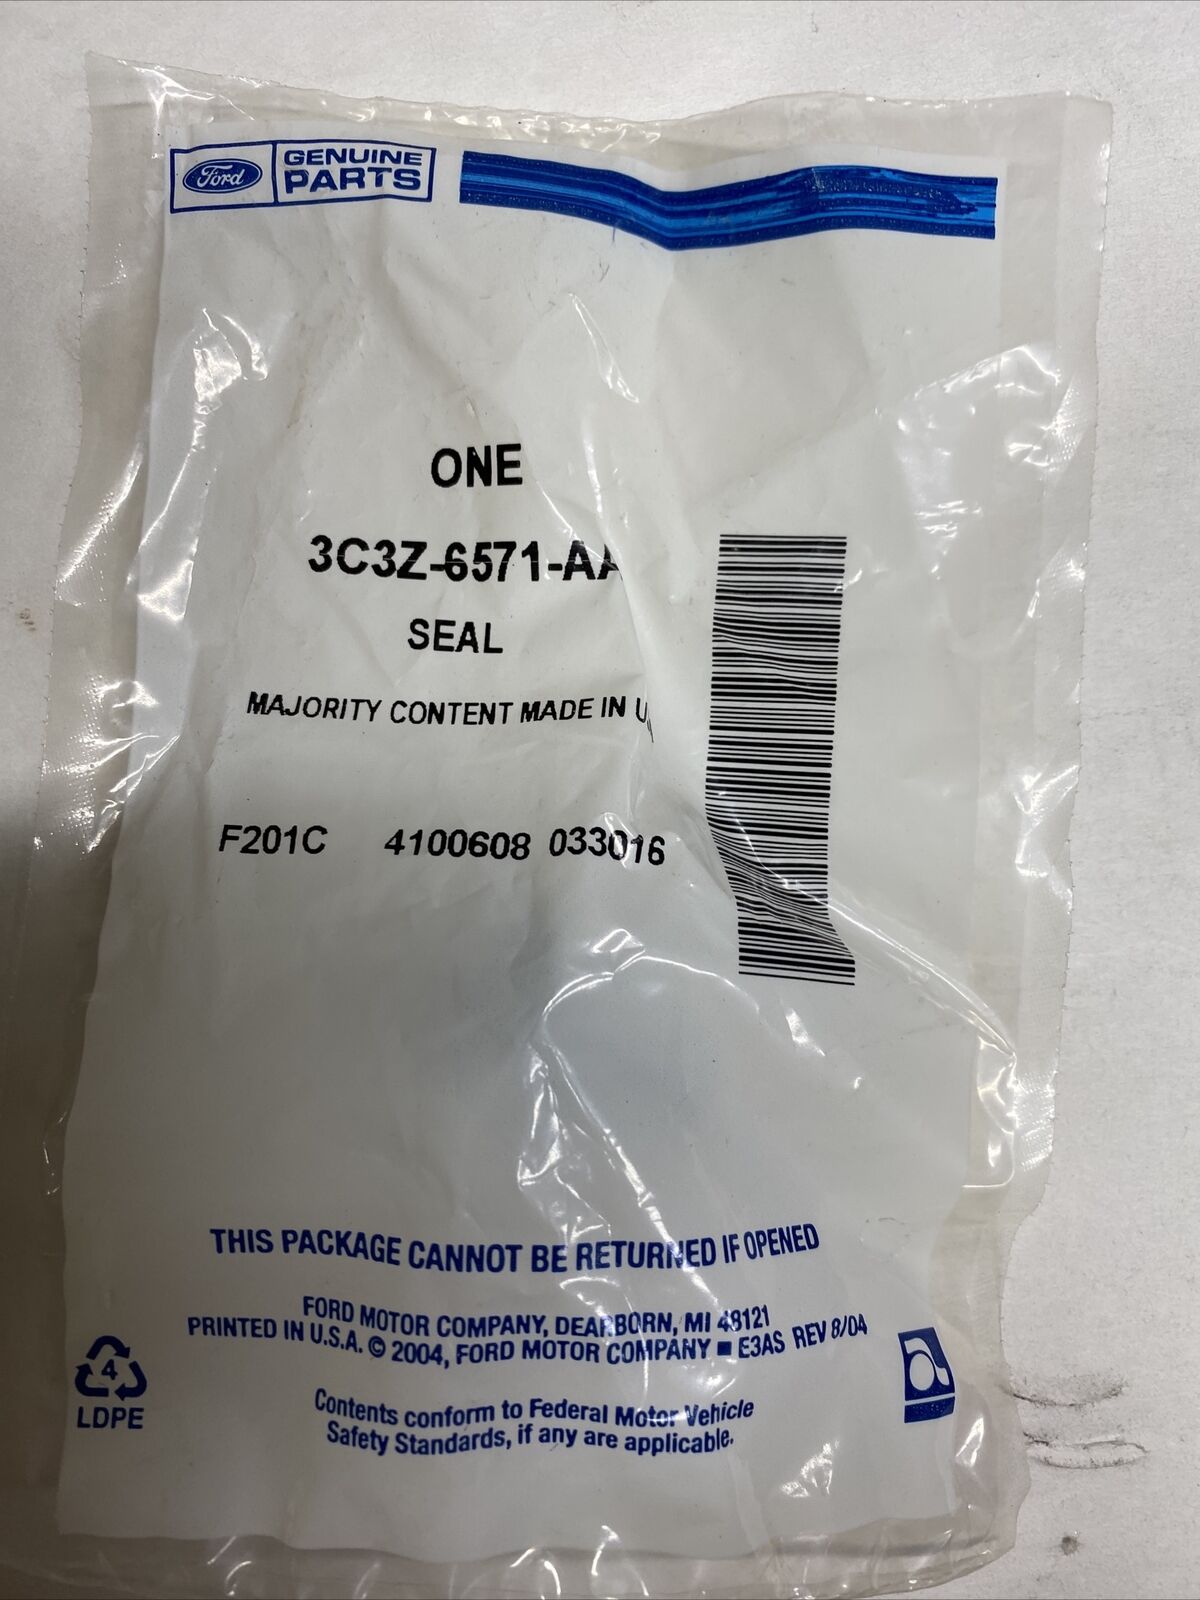 Ford GENUINE
PARTS
ONE
3C3Z-6571-AA
SEAL
MAJORITY CONTENT MADE IN
F201C 4100608 033016
THIS PACKAGE CANNOT BE RETURNED IF OPENED
FORD MOTOR COMPANY, DEARBORN, MI 48121
PRINTED IN U.S.A. © 2004, FORD MOTOR COMPANY ■ E3AS REV 8/04
4
LDPE
a
Contents conform to Federal Motor Vehicle
Safety Standards, if any are applicable.